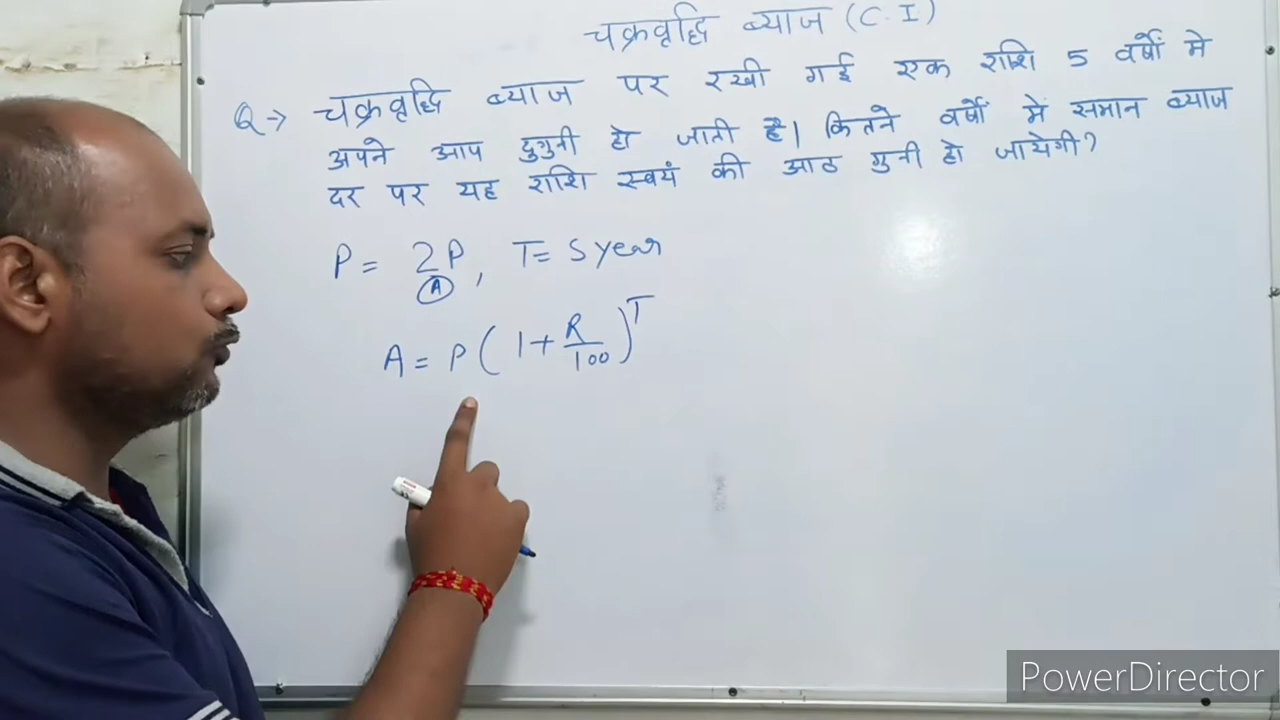 चक्रवृद्धि ब्याज (C.I)
Q→ चक्रवृद्धि ब्याज पर रखी गई एक राशि 5 वर्षों मे
अपने आप दुगुनी हो जाती है। कितने वर्षों में समान ब्याज
दर पर यह राशि स्वयं की आठ गुनी हो जायेगी?
P = 2P, T= 5 year
A
A = P(1+R/100)^T
PowerDirector